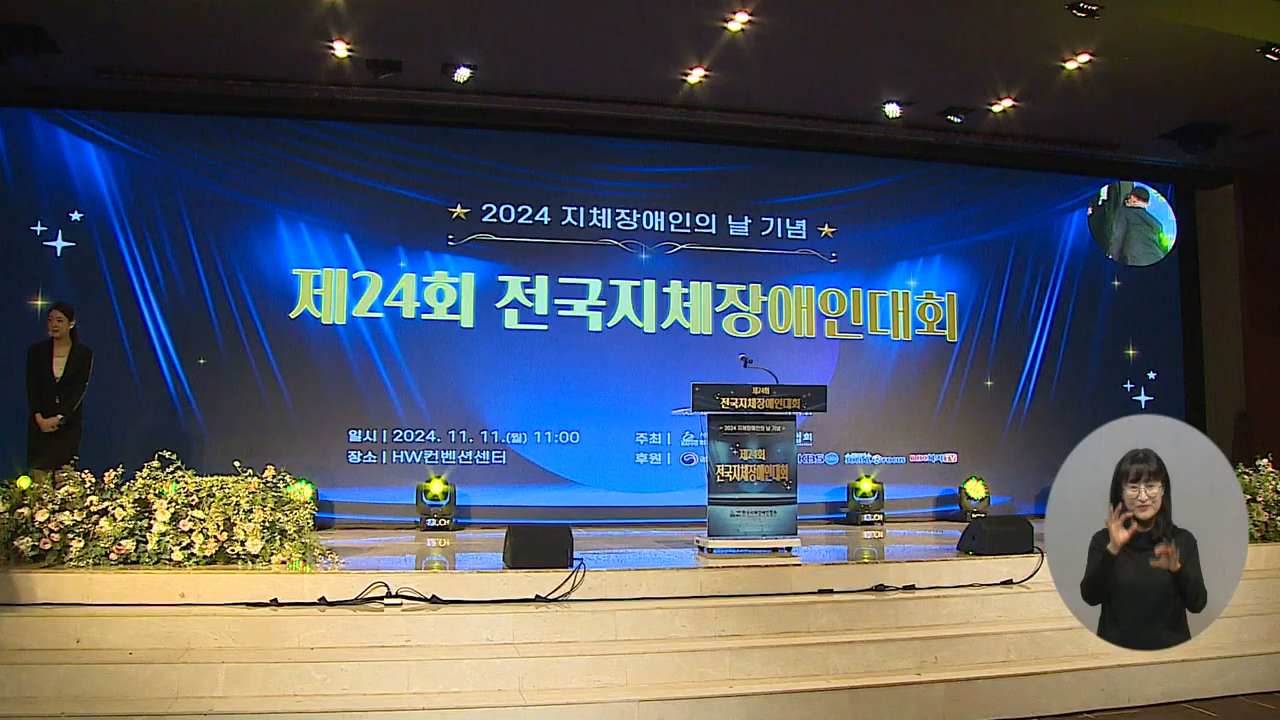 2024 지체장애인의 날 기념
제24회 전국지체장애인대회
일시 | 2024. 11. 11.(월) 11:00
장소 | HW컨벤션센터
주최 |
후원 |
KBS
제24회
전국지체장애인대회
2024 지체장애인의 날 기념
제24회
전국지체장애인대회